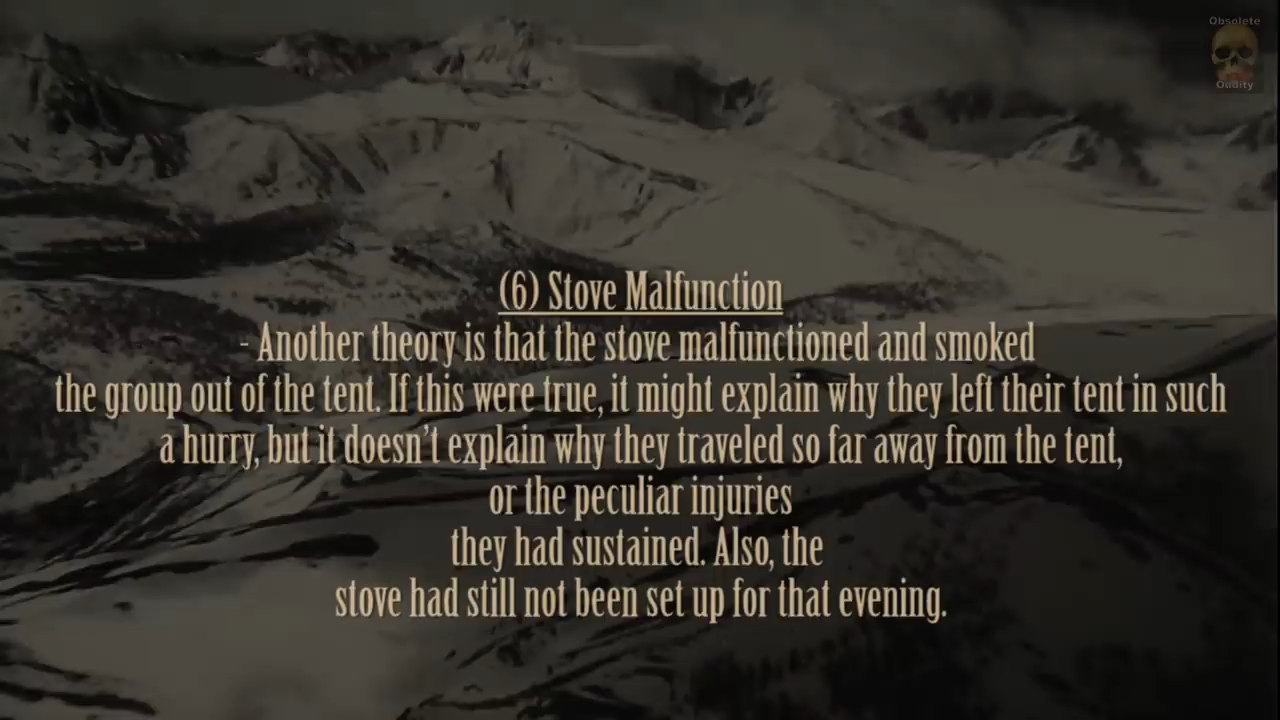 Obsolete
Oddity
(6) Stove Malfunction
- Another theory is that the stove malfunctioned and smoked
the group out of the tent. If this were true, it might explain why they left their tent in such
a hurry, but it doesn’t explain why they traveled so far away from the tent,
or the peculiar injuries
they had sustained. Also, the
stove had still not been set up for that evening.